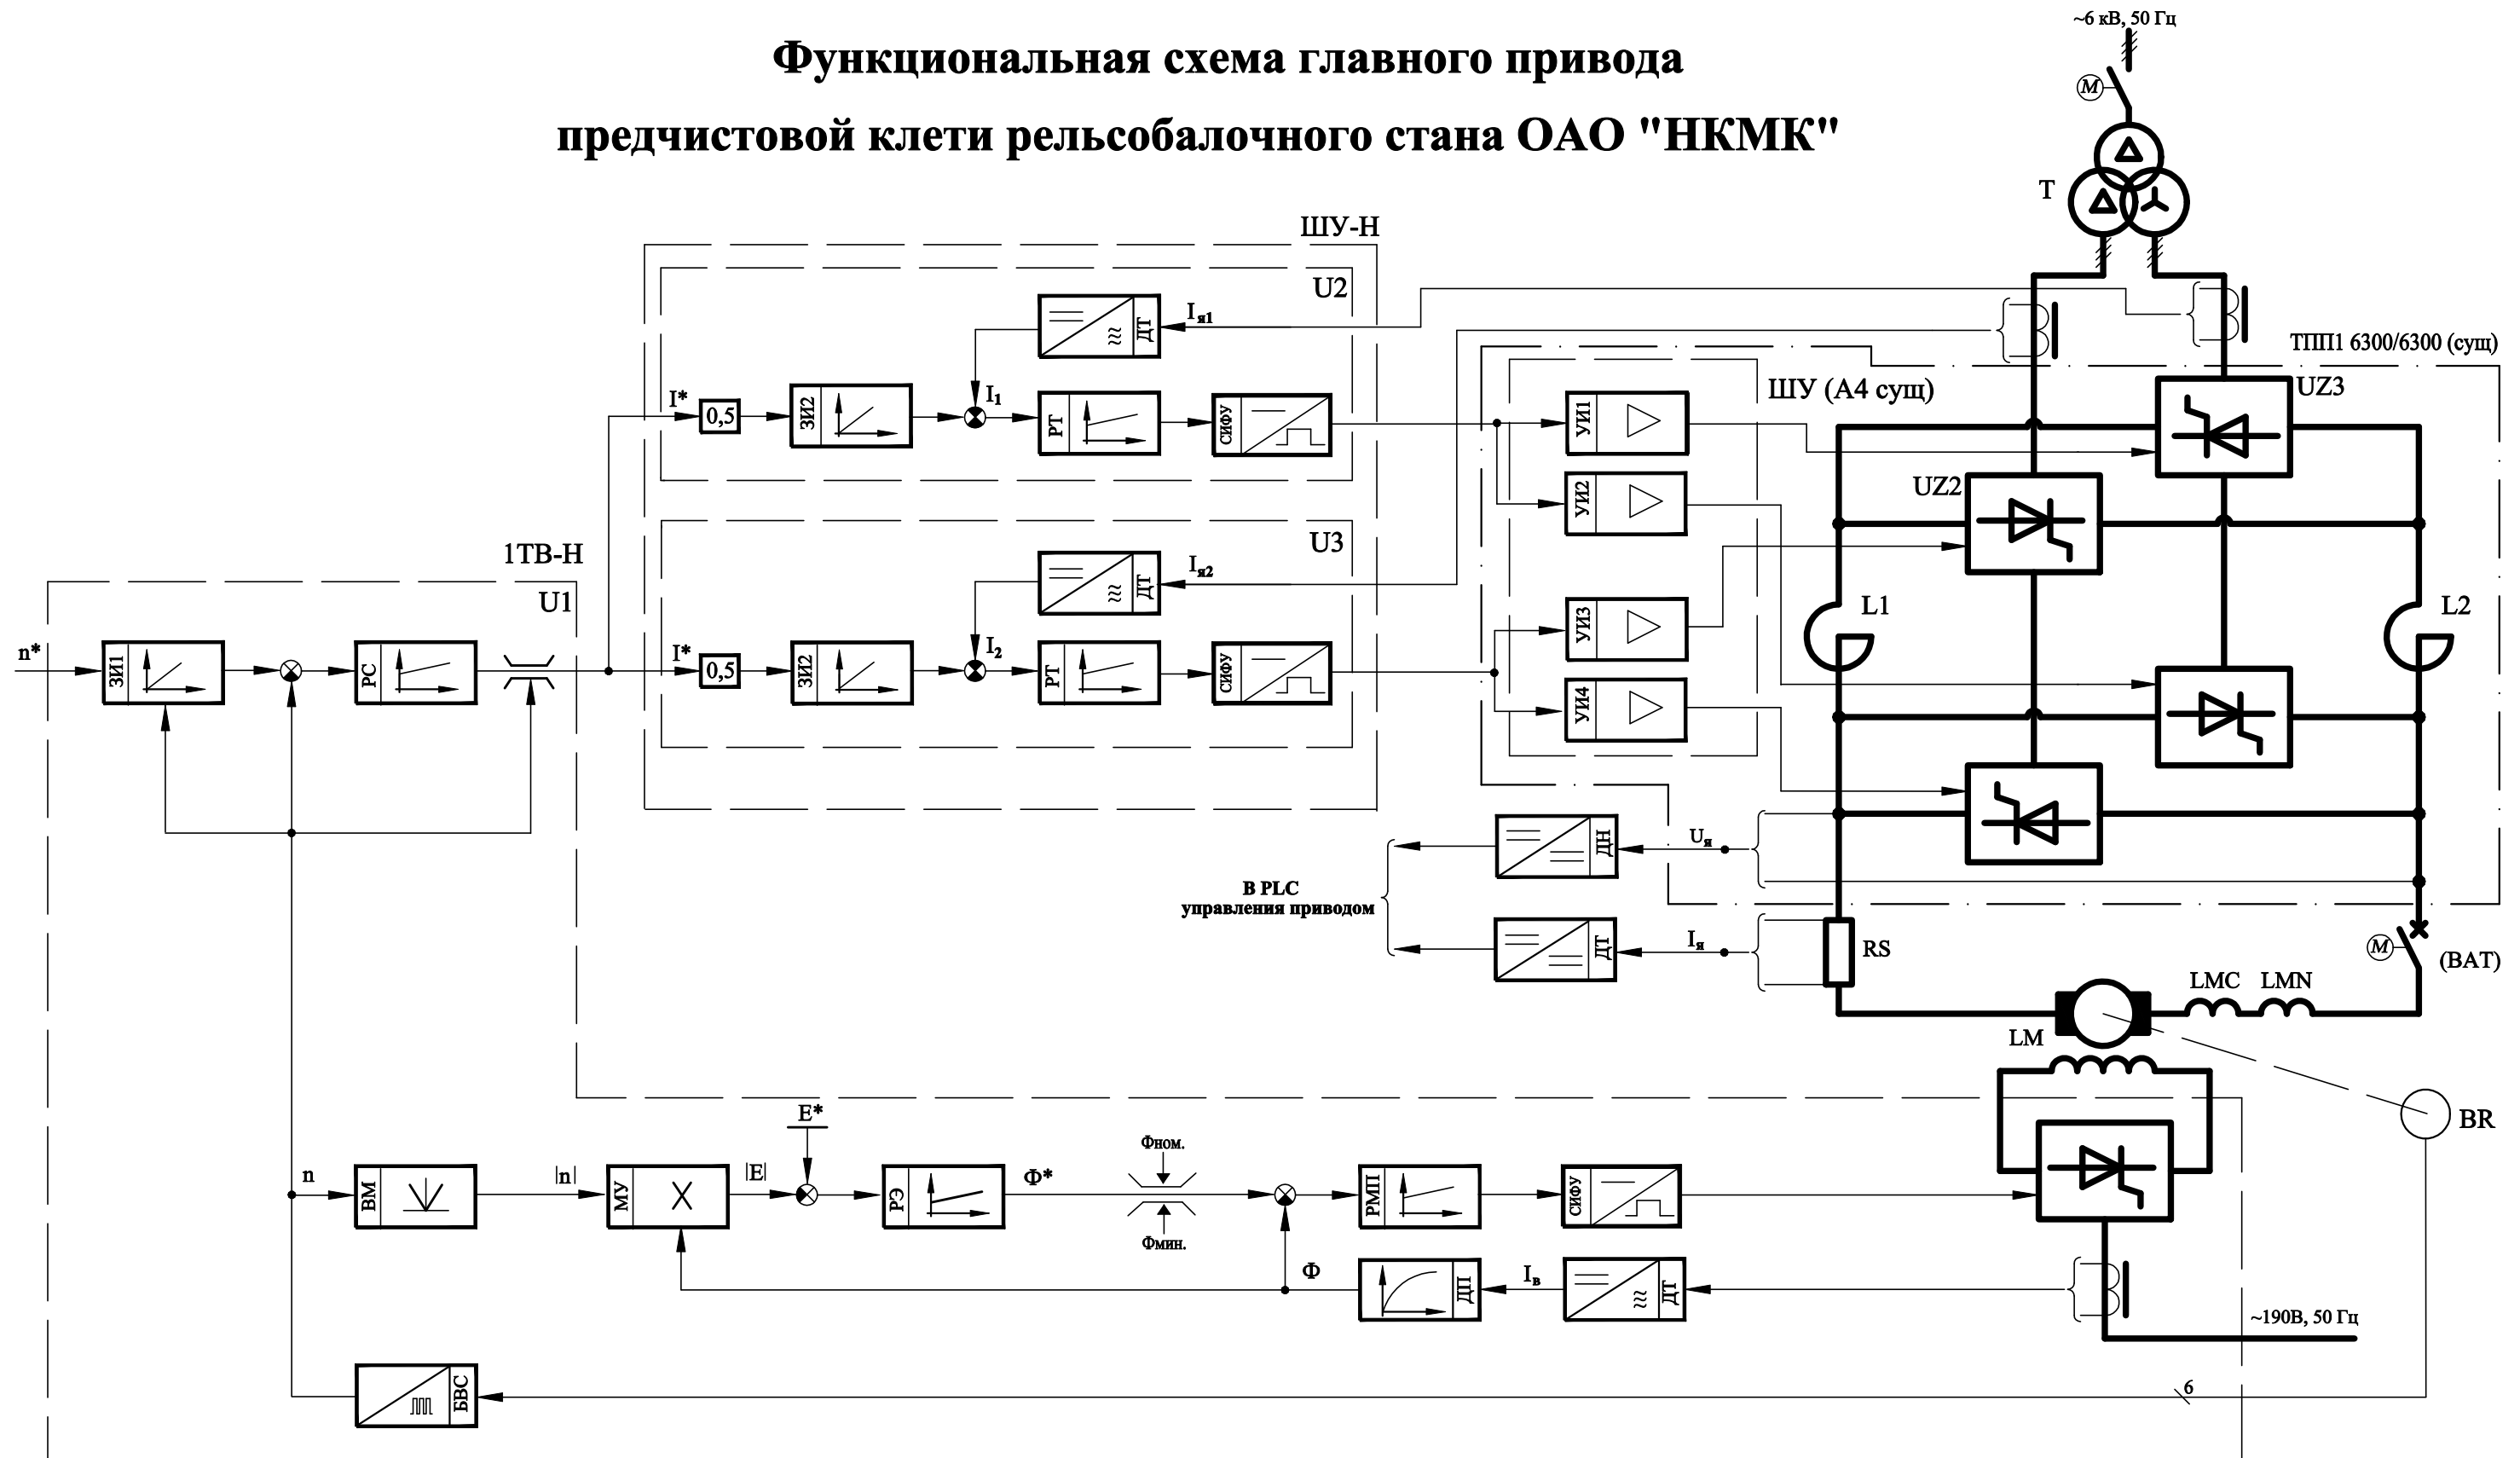 ~6 кВ, 50 Гц
Функциональная схема главного привода
предчистовой клети рельсобалочного стана ОАО "НКМК"
М
Т
ШУ-Н
U2
Iя1
ДТ
ТПП1 6300/6300 (сущ)
ШУ (А4 сущ)
UZ3
I*
0,5
ЗИ2
I1
РТ
СИФУ
УИ1
УИ2
UZ2
1ТВ-Н
U3
Iя2
ДТ
U1
УИ3
L1
L2
n*
ЗИ1
РС
I*
0,5
ЗИ2
I2
РТ
СИФУ
УИ4
Uя
ДН
В PLC
управления приводом
Iя
ДТ
RS
М
(ВАТ)
LMC
LMN
LM
BR
E*
Фном.
n
ВМ
|n|
МУ
|E|
РЭ
Ф*
РМП
СИФУ
Фмин.
Ф
ДП
Iв
ДТ
~190В, 50 Гц
БВС
6